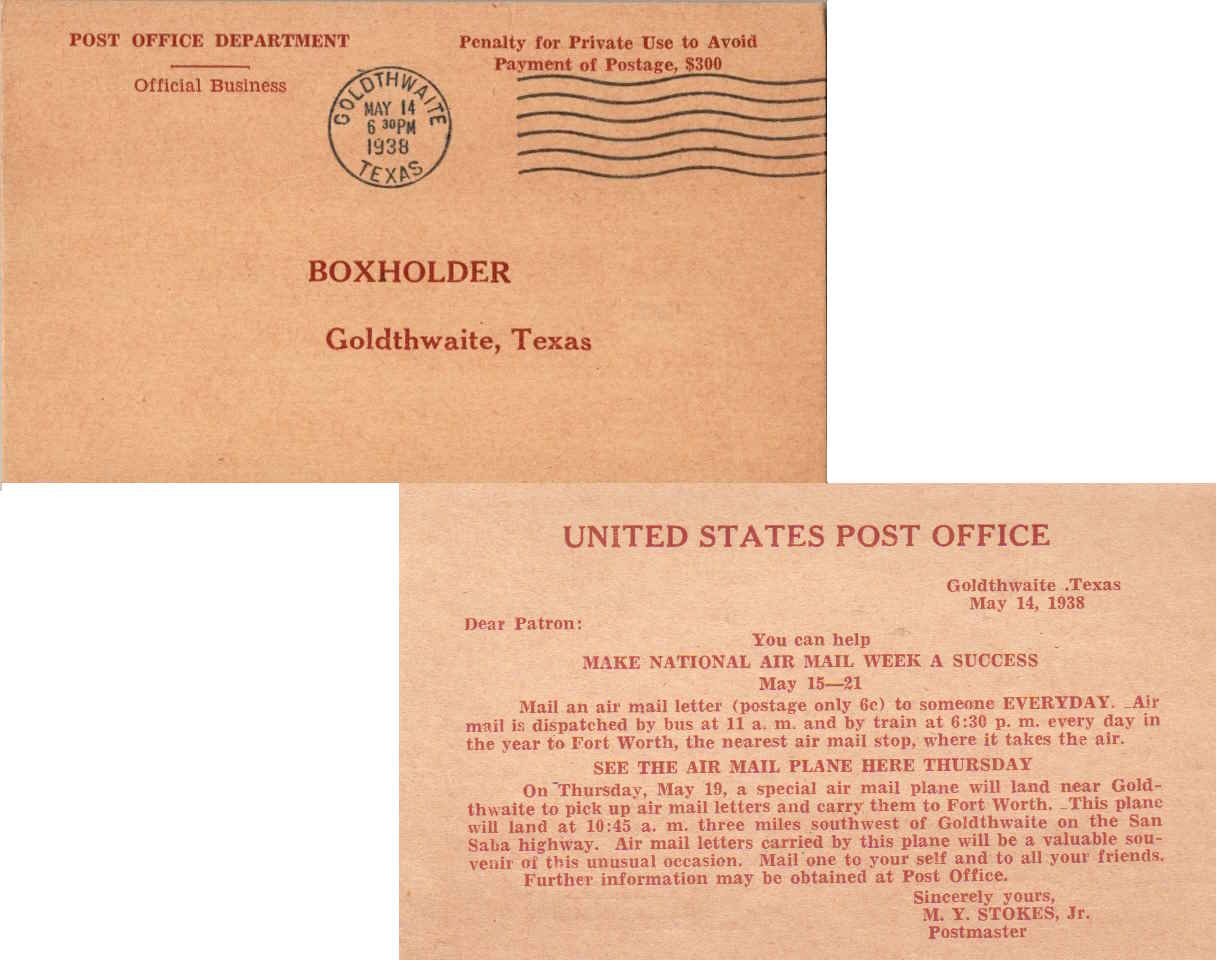 POST OFFICE DEPARTMENT
Official Business
Penalty for Private Use to Avoid
Payment of Postage, $300
GOLDTHWAITE
MAY 14
6 30PM
1938
TEXAS
BOXHOLDER
Goldthwaite, Texas
UNITED STATES POST OFFICE
Goldthwaite .Texas
May 14, 1938
Dear Patron:
You can help
MAKE NATIONAL AIR MAIL WEEK A SUCCESS
May 15—21
Mail an air mail letter (postage only 6c) to someone EVERYDAY. Air
mail is dispatched by bus at 11 a. m. and by train at 6:30 p. m. every day in
the year to Fort Worth, the nearest air mail stop, where it takes the air.
SEE THE AIR MAIL PLANE HERE THURSDAY
On Thursday, May 19, a special air mail plane will land near Gold-
thwaite to pick up air mail letters and carry them to Fort Worth. This plane
will land at 10:45 a. m. three miles southwest of Goldthwaite on the San
Saba highway. Air mail letters carried by this plane will be a valuable sou-
venir of this unusual occasion. Mail one to your self and to all your friends.
Further information may be obtained at Post Office.
Sincerely yours,
M. Y. STOKES, Jr.
Postmaster